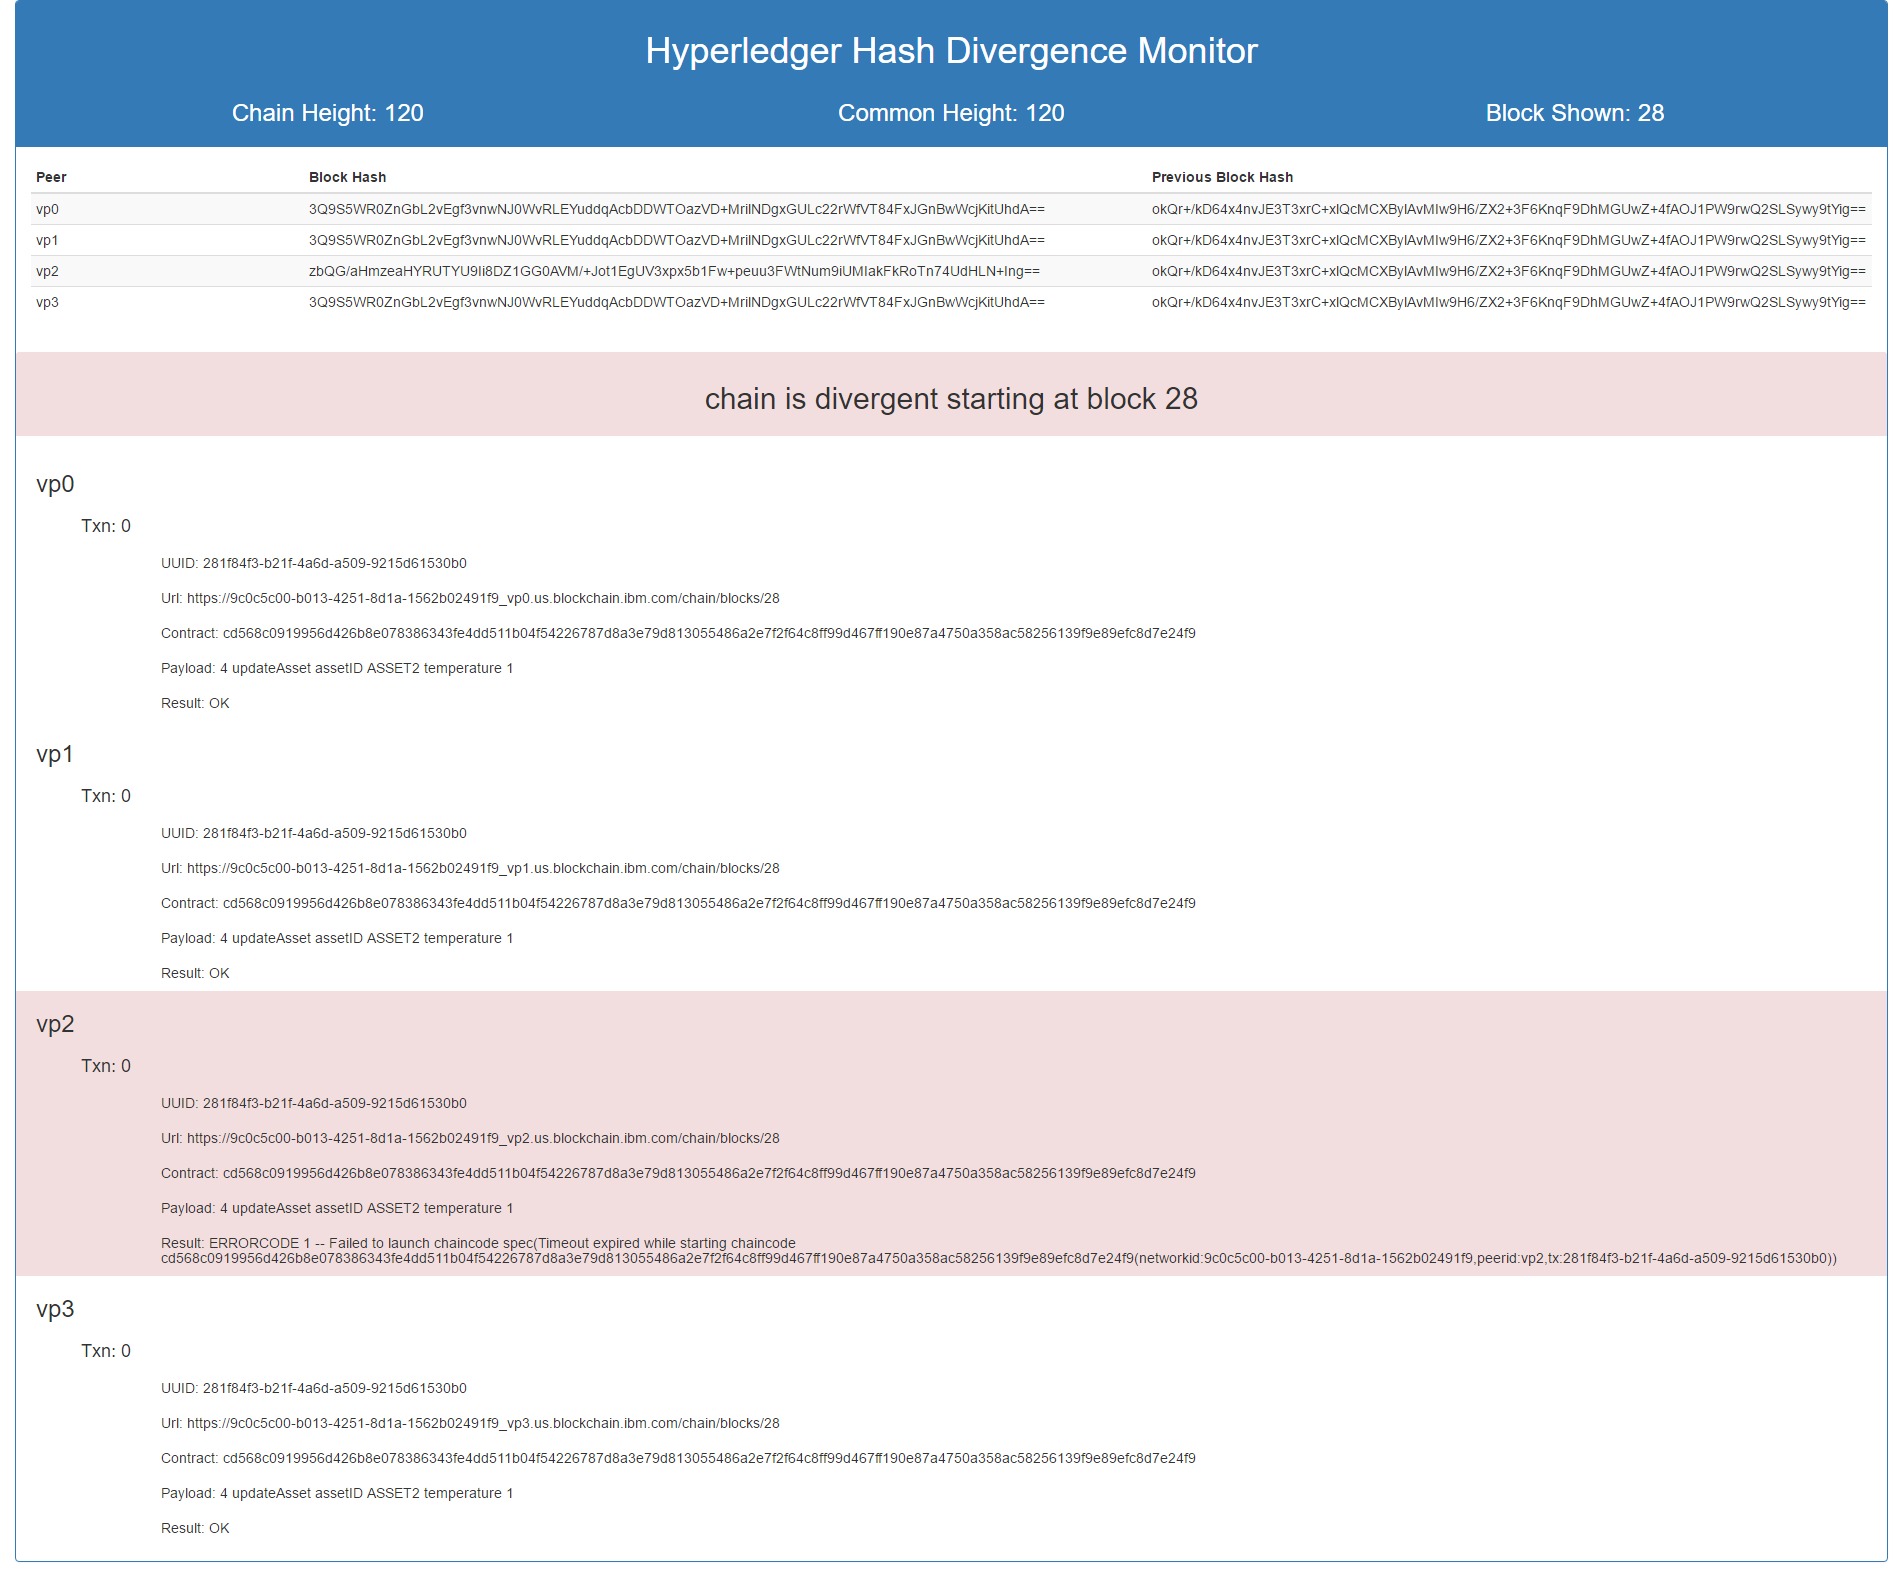 Hyperledger Hash Divergence Monitor
Chain Height: 120 Common Height: 120 Block Shown: 28
Peer Block Hash Previous Block Hash
vp0 3Q9S5WR0ZnGbL2vEgf3vnwNJ0WvRLEYuddqAcbDDWTOazVD+MrilNDgxGULc22rWfVT84FxJGnBwWcjKitUhdA== okQr+/kD64x4nvJE3T3xrC+xIQcMCXByIAvMIw9H6/ZX2+3F6KnqF9DhMGUwZ+4fAOJ1PW9rwQ2SLSywy9tYig==
vp1 3Q9S5WR0ZnGbL2vEgf3vnwNJ0WvRLEYuddqAcbDDWTOazVD+MrilNDgxGULc22rWfVT84FxJGnBwWcjKitUhdA== okQr+/kD64x4nvJE3T3xrC+xIQcMCXByIAvMIw9H6/ZX2+3F6KnqF9DhMGUwZ+4fAOJ1PW9rwQ2SLSywy9tYig==
vp2 zbQG/aHmzeaHYRUTYU9Ii8DZ1GG0AVM/+Jot1EgUV3xpx5b1Fw+peuu3FWtNum9iUMIakFkRoTn74UdHLN+Ing== okQr+/kD64x4nvJE3T3xrC+xIQcMCXByIAvMIw9H6/ZX2+3F6KnqF9DhMGUwZ+4fAOJ1PW9rwQ2SLSywy9tYig==
vp3 3Q9S5WR0ZnGbL2vEgf3vnwNJ0WvRLEYuddqAcbDDWTOazVD+MrilNDgxGULc22rWfVT84FxJGnBwWcjKitUhdA== okQr+/kD64x4nvJE3T3xrC+xIQcMCXByIAvMIw9H6/ZX2+3F6KnqF9DhMGUwZ+4fAOJ1PW9rwQ2SLSywy9tYig==
chain is divergent starting at block 28
vp0
Txn: 0
UUID: 281f84f3-b21f-4a6d-a509-9215d61530b0
Url: https://9c0c5c00-b013-4251-8d1a-1562b02491f9_vp0.us.blockchain.ibm.com/chain/blocks/28
Contract: cd568c0919956d426b8e078386343fe4dd511b04f54226787d8a3e79d813055486a2e7f2f64c8ff99d467ff190e87a4750a358ac58256139f9e89efc8d7e24f9
Payload: 4 updateAsset assetID ASSET2 temperature 1
Result: OK
vp1
Txn: 0
UUID: 281f84f3-b21f-4a6d-a509-9215d61530b0
Url: https://9c0c5c00-b013-4251-8d1a-1562b02491f9_vp1.us.blockchain.ibm.com/chain/blocks/28
Contract: cd568c0919956d426b8e078386343fe4dd511b04f54226787d8a3e79d813055486a2e7f2f64c8ff99d467ff190e87a4750a358ac58256139f9e89efc8d7e24f9
Payload: 4 updateAsset assetID ASSET2 temperature 1
Result: OK
vp2
Txn: 0
UUID: 281f84f3-b21f-4a6d-a509-9215d61530b0
Url: https://9c0c5c00-b013-4251-8d1a-1562b02491f9_vp2.us.blockchain.ibm.com/chain/blocks/28
Contract: cd568c0919956d426b8e078386343fe4dd511b04f54226787d8a3e79d813055486a2e7f2f64c8ff99d467ff190e87a4750a358ac58256139f9e89efc8d7e24f9
Payload: 4 updateAsset assetID ASSET2 temperature 1
Result: ERRORCODE 1 -- Failed to launch chaincode spec(Timeout expired while starting chaincode
cd568c0919956d426b8e078386343fe4dd511b04f54226787d8a3e79d813055486a2e7f2f64c8ff99d467ff190e87a4750a358ac58256139f9e89efc8d7e24f9(networkid:9c0c5c00-b013-4251-8d1a-1562b02491f9,peerid:vp2,tx:281f84f3-b21f-4a6d-a509-9215d61530b0))
vp3
Txn: 0
UUID: 281f84f3-b21f-4a6d-a509-9215d61530b0
Url: https://9c0c5c00-b013-4251-8d1a-1562b02491f9_vp3.us.blockchain.ibm.com/chain/blocks/28
Contract: cd568c0919956d426b8e078386343fe4dd511b04f54226787d8a3e79d813055486a2e7f2f64c8ff99d467ff190e87a4750a358ac58256139f9e89efc8d7e24f9
Payload: 4 updateAsset assetID ASSET2 temperature 1
Result: OK